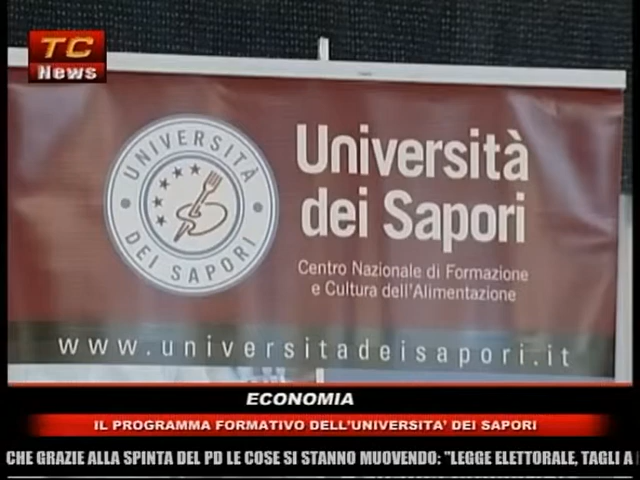 TC
News
UNIVERSITÀ
DEI SAPORI
Università
dei Sapori
Centro Nazionale di Formazione
e Cultura dell'Alimentazione
www.universitadeisapori.it
ECONOMIA
IL PROGRAMMA FORMATIVO DELL'UNIVERSITA' DEI SAPORI
CHE GRAZIE ALLA SPINTA DEL PD LE COSE SI STANNO MUOVENDO: "LEGGE ELETTORALE, TAGLI A